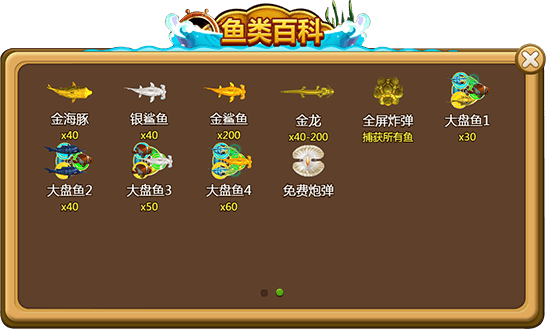 鱼类百科
金海豚 银鲨鱼 金鲨鱼 金龙 全屏炸弹 大盘鱼1
x40 x40 x200 x40-200 捕获所有鱼 x30
大盘鱼2 大盘鱼3 大盘鱼4 免费炮弹
x40 x50 x60